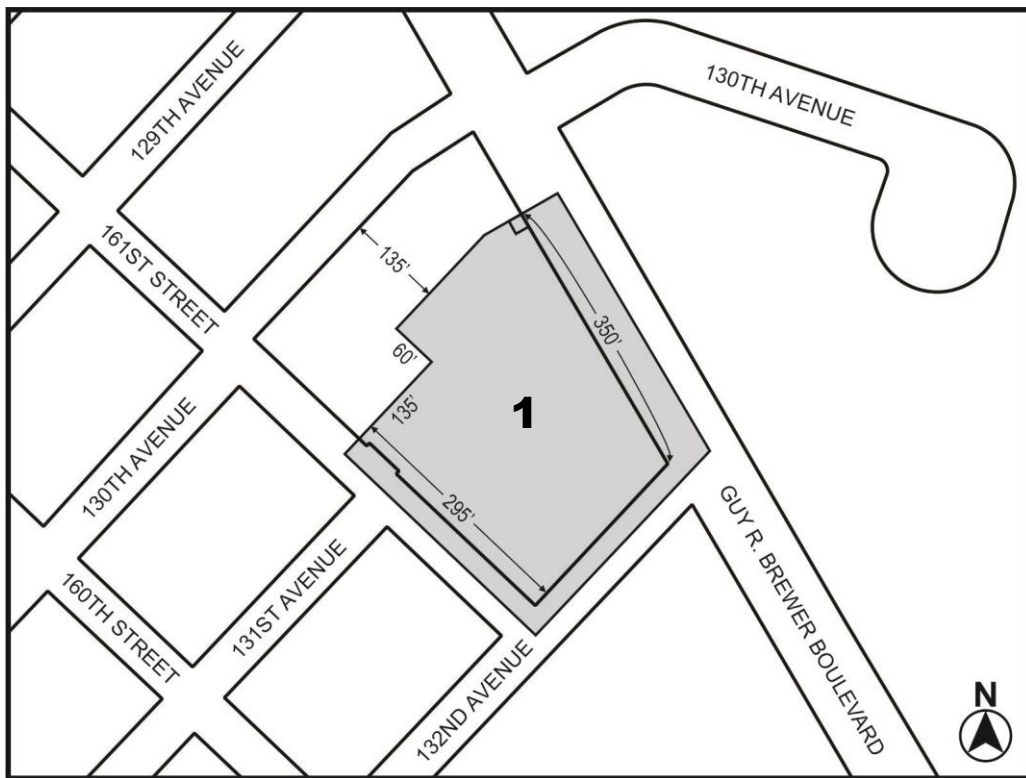 129TH AVENUE
130TH AVENUE
161ST STREET
135'
350'
60'
135'
1
295'
130TH AVENUE
131ST AVENUE
160TH STREET
132ND AVENUE
GUY R. BREWER BOULEVARD
N